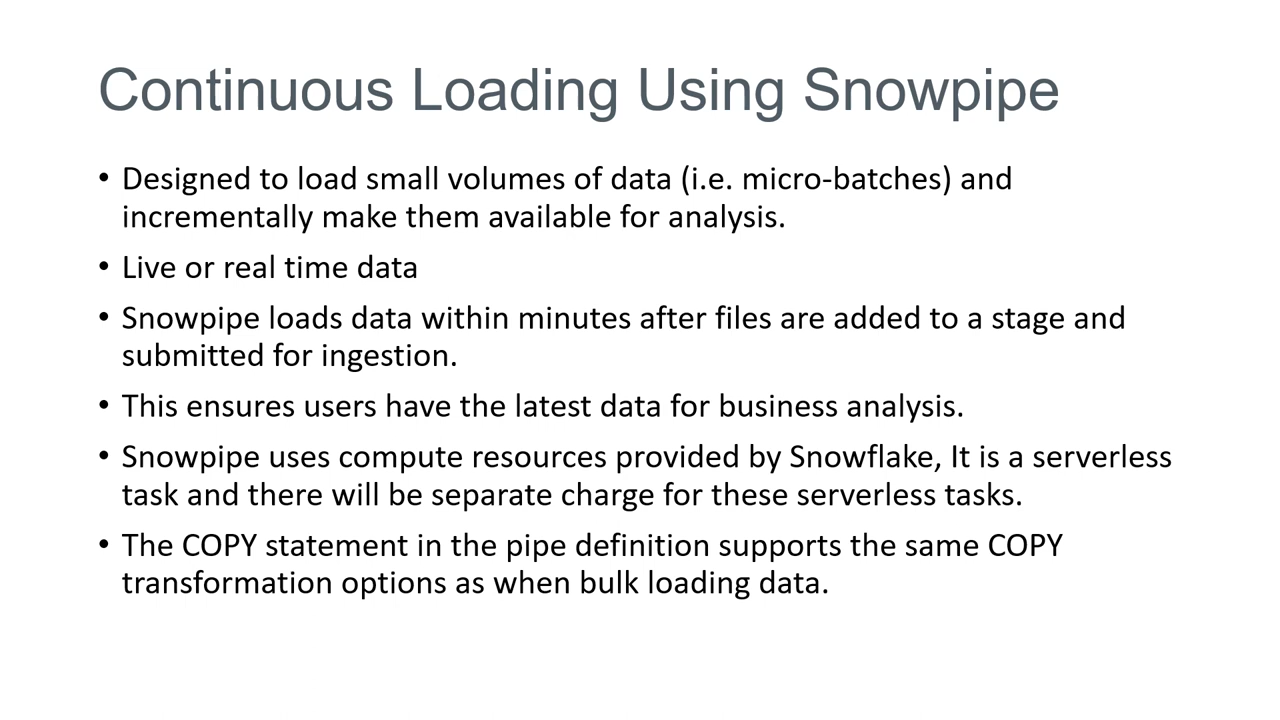 Continuous Loading Using Snowpipe
• Designed to load small volumes of data (i.e. micro-batches) and
incrementally make them available for analysis.
• Live or real time data
• Snowpipe loads data within minutes after files are added to a stage and
submitted for ingestion.
• This ensures users have the latest data for business analysis.
• Snowpipe uses compute resources provided by Snowflake, It is a serverless
task and there will be separate charge for these serverless tasks.
• The COPY statement in the pipe definition supports the same COPY
transformation options as when bulk loading data.